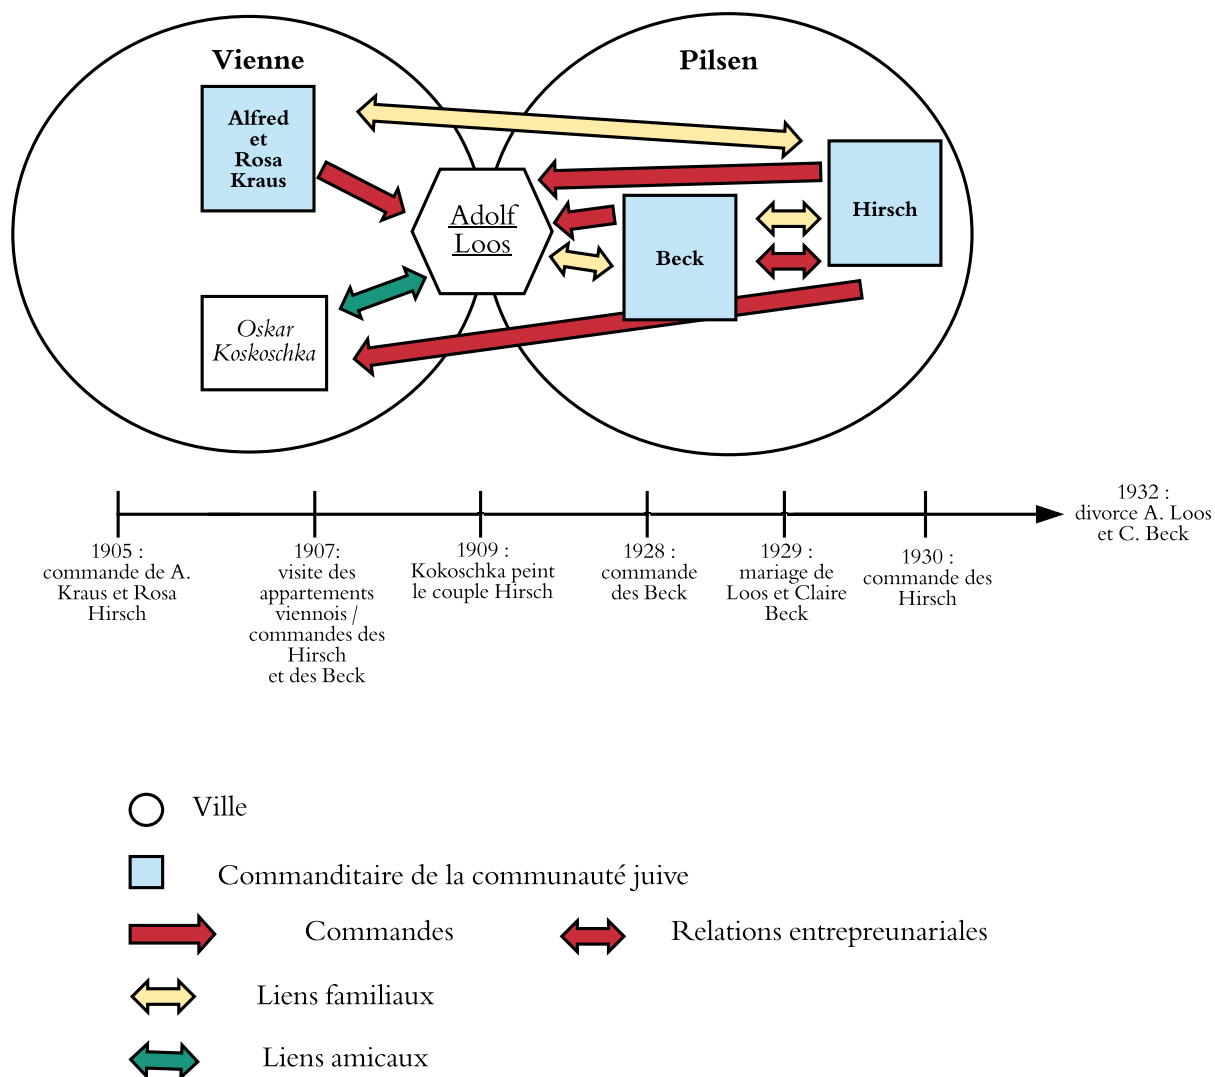 Vienne
Pilsen
Alfred
et
Rosa
Kraus
Hirsch
Adolf
Loos
Beck
Oskar
Koskoschka
1905 :
commande de A.
Kraus et Rosa
Hirsch
1907:
visite des
appartements
viennois /
commandes des
Hirsch
et des Beck
1909 :
Kokoschka peint
le couple Hirsch
1928 :
commande
des Beck
1929 :
mariage de
Loos et Claire
Beck
1930 :
commande des
Hirsch
1932 :
divorce A. Loos
et C. Beck
Ville
Commanditaire de la communauté juive
Commandes
Relations entrepreunariales
Liens familiaux
Liens amicaux